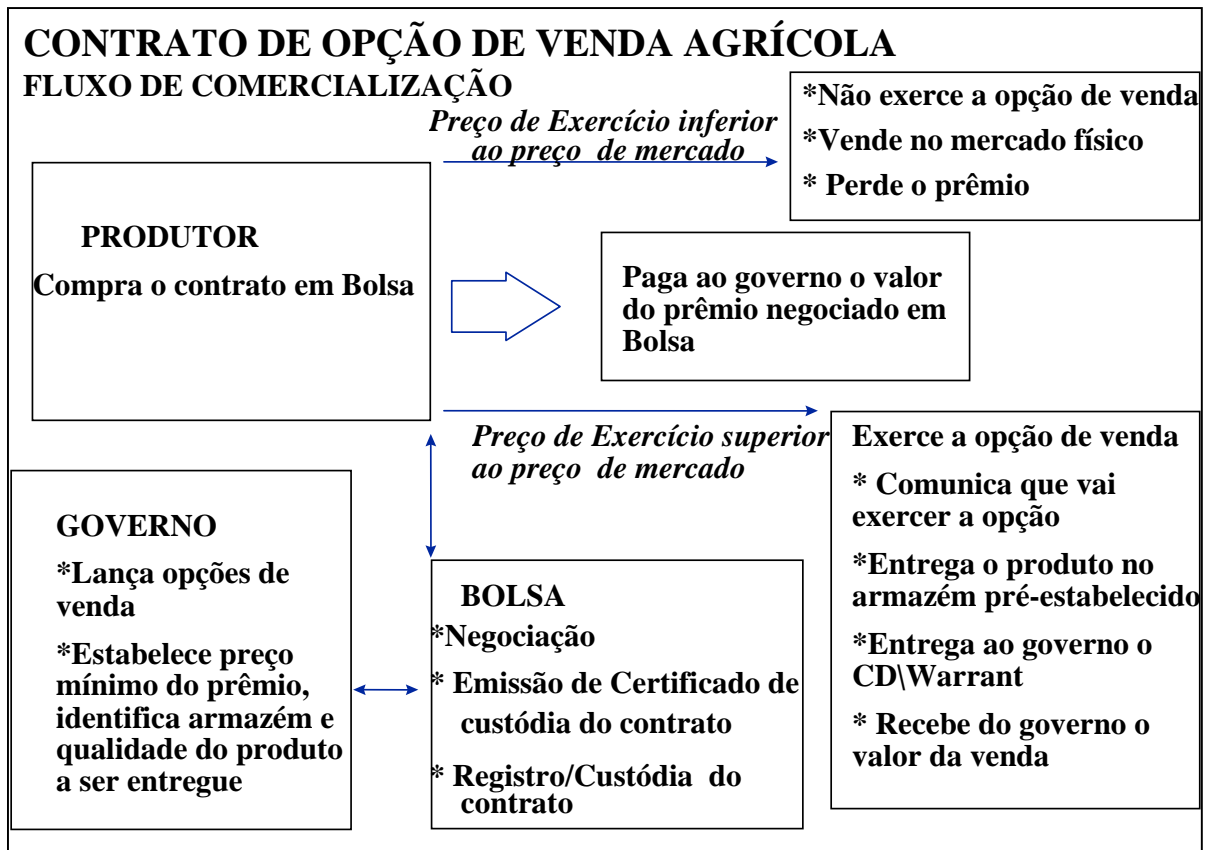 CONTRATO DE OPÇÃO DE VENDA AGRÍCOLA
FLUXO DE COMERCIALIZAÇÃO
Preço de Exercício inferior
ao preço de mercado
*Não exerce a opção de venda
*Vende no mercado físico
* Perde o prêmio
PRODUTOR
Compra o contrato em Bolsa
Paga ao governo o valor
do prêmio negociado em
Bolsa
Preço de Exercício superior
ao preço de mercado
Exerce a opção de venda
* Comunica que vai
exercer a opção
*Entrega o produto no
armazém pré-estabelecido
*Entrega ao governo o
CD\Warrant
* Recebe do governo o
valor da venda
GOVERNO
*Lança opções de
venda
*Estabelece preço
mínimo do prêmio,
identifica armazém e
qualidade do produto
a ser entregue
BOLSA
*Negociação
* Emissão de Certificado de
custódia do contrato
* Registro/Custódia do
contrato